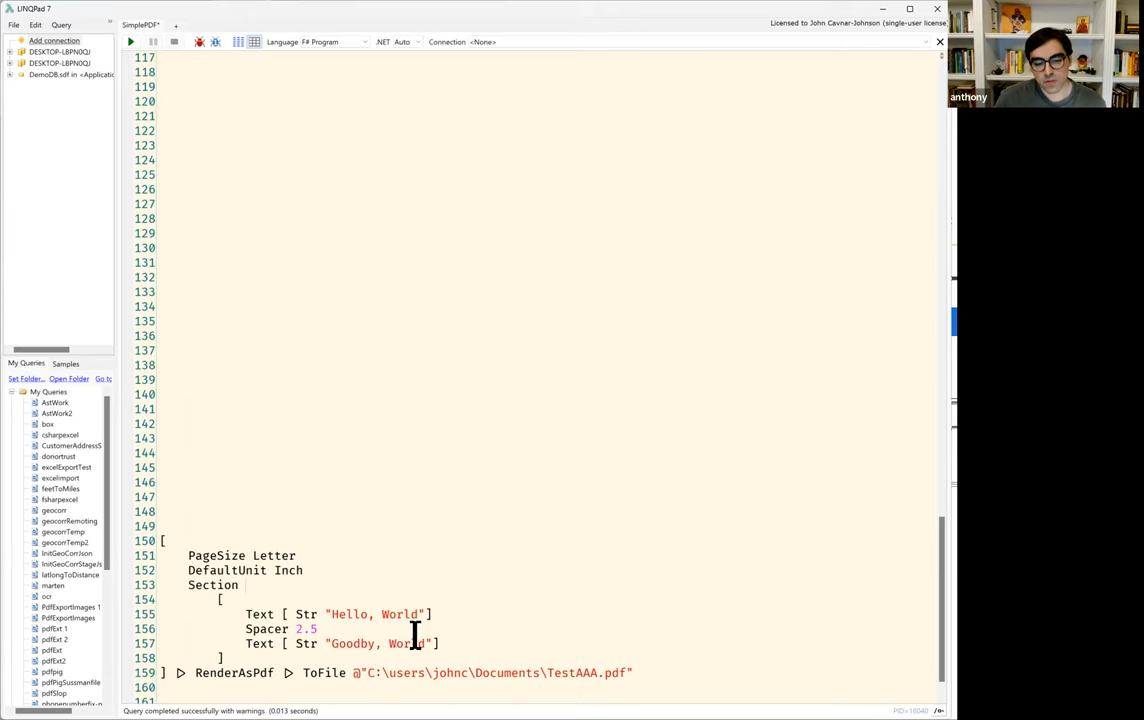 LINQPad 7
File Edit Query
SimplePDF* +
Licensed to John Cavnar-Johnson (single-user license
anthony
Language F# Program .NET Auto Connection <None>
Add connection
DESKTOP-LBPN0QJ
DESKTOP-LBPN0QJ
DemoDB.sdf in <Applicatio
My Queries Samples
Set Folder... Open Folder Go to
My Queries
AstWork
AstWork2
box
csharpexcel
CustomerAddressS
donortrust
excelExportTest
excelimport
feetToMiles
fsharpexcel
geocorr
geocorrRemoting
geocorrTemp
geocorrTemp2
InitGeoCorrJson
InitGeoCorrStageJs
latlongToDistance
marten
ocr
PdfExportImages 1
PdfExportImages
pdfExt 1
pdfExt 2
pdfExt
pdfExt2
pdfpig
pdfPigSussmanfile
pdfSlop
phonenumberfix-n
117
118
119
120
121
122
123
124
125
126
127
128
129
130
131
132
133
134
135
136
137
138
139
140
141
142
143
144
145
146
147
148
149
150 [
151 PageSize Letter
152 DefaultUnit Inch
153 Section
154 [
155 Text [ Str "Hello, World"]
156 Spacer 2.5
157 Text [ Str "Goodby, World"]
158 ]
159 ] ▷ RenderAsPdf ▷ ToFile @"C:\users\johnc\Documents\TestAAA.pdf"
160
161
Query completed successfully with warnings (0.013 seconds)
PID=18040 /o-